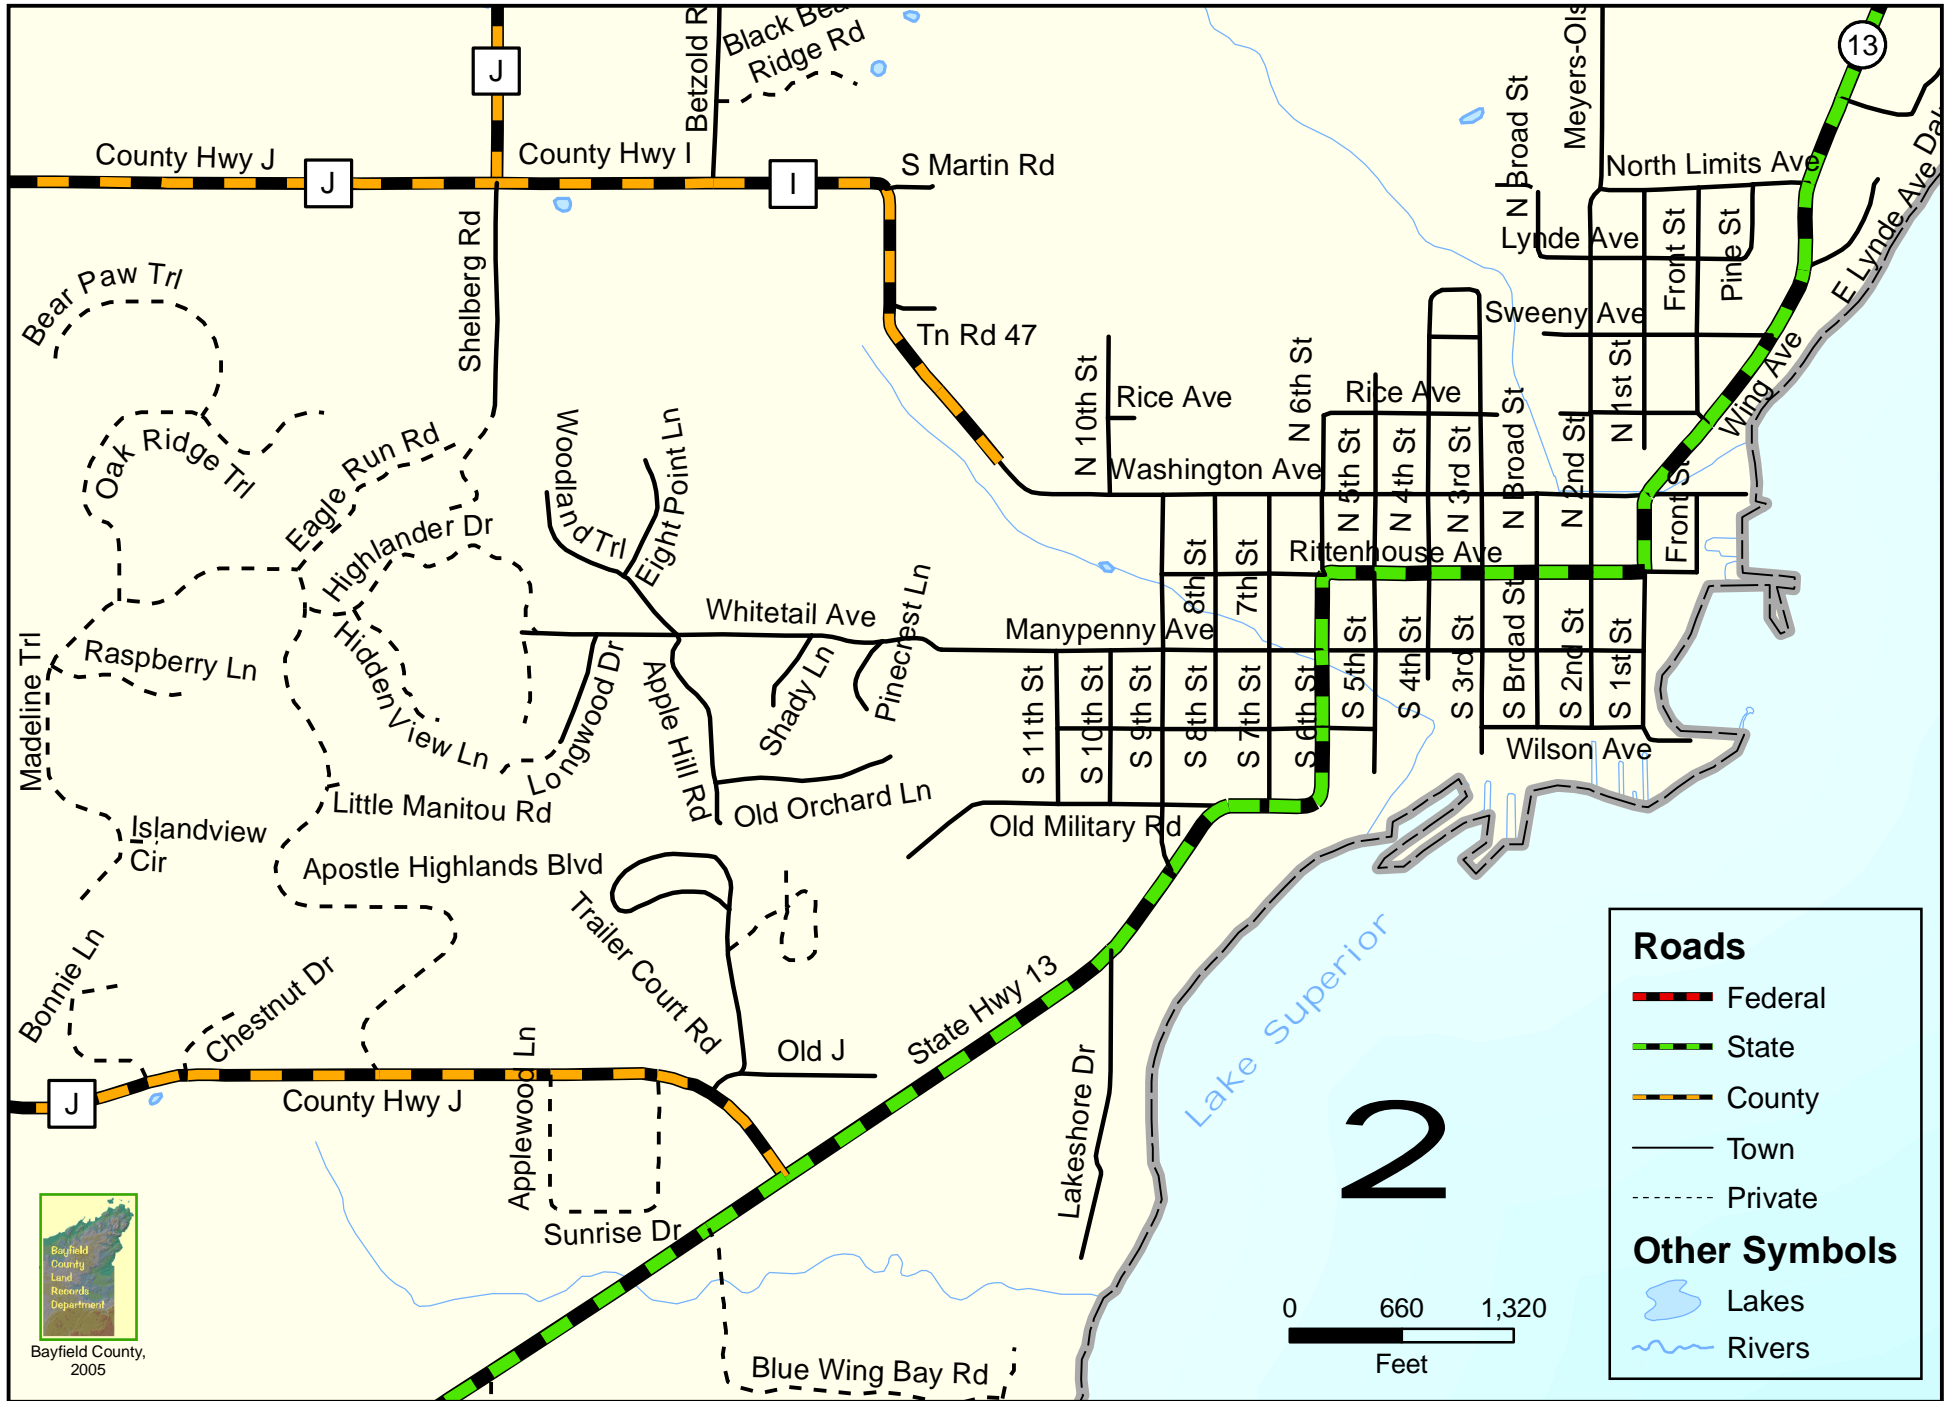 Black Bear
Ridge Rd
Betzold R
Meyers-Ols
13
J
N Broad St
County Hwy J
J
County Hwy I
I
S Martin Rd
North Limits Ave
E Lynde Ave
Shelberg Rd
Lynde Ave
Front St
Pine St
Bear Paw Trl
Sweeny Ave
Tn Rd 47
Wing Ave
N 10th St
Rice Ave
N 6th St
Rice Ave
N 1st St
Oak Ridge Trl
Eagle Run Rd
Woodland Trl
Eight Point Ln
Washington Ave
N 5th St
N 4th St
N 3rd St
N Broad St
N 2nd St
Front St
Highlander Dr
8th St
7th St
Rittenhouse Ave
Whitetail Ave
Pinecrest Ln
Manypenny Ave
Madeline Trl
Raspberry Ln
Hidden View Ln
Longwood Dr
Apple Hill Rd
Shady Ln
S 11th St
S 10th St
S 9th St
S 8th St
S 7th St
S 6th St
S 5th St
S 4th St
S 3rd St
S Broad St
S 2nd St
S 1st St
Wilson Ave
Little Manitou Rd
Old Orchard Ln
Old Military Rd
Islandview
Cir
Apostle Highlands Blvd
Trailer Court Rd
Bonnie Ln
Chestnut Dr
State Hwy 13
Lake Superior
Old J
Lakeshore Dr
J
County Hwy J
Applewood Ln
Sunrise Dr
Blue Wing Bay Rd
2
0 660 1,320
Feet
Roads
Federal
State
County
Town
Private
Other Symbols
Lakes
Rivers
Bayfield
County
Land
Records
Department
Bayfield County,
2005